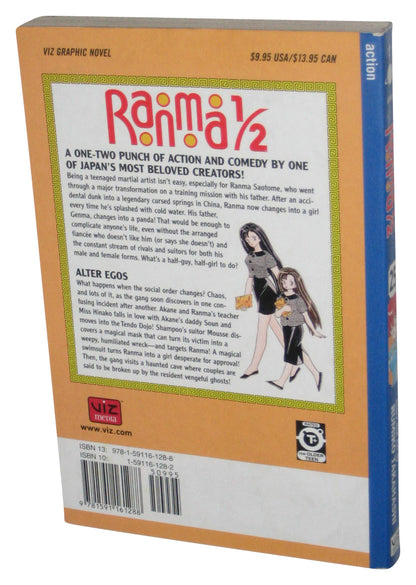 VIZ GRAPHIC NOVEL
$9.95 USA/$13.95 CAN
action
Ranma 1/2
A ONE-TWO PUNCH OF ACTION AND COMEDY BY ONE
OF JAPAN'S MOST BELOVED CREATORS!
Being a teenaged martial artist isn't easy, especially for Ranma Saotome, who went
through a major transformation on a training mission with his father. After an acci-
dental dunk into a legendary cursed springs in China, Ranma now changes into a girl
every time he's splashed with cold water. His father,
Genma, changes into a panda! That would be enough to
complicate anyone's life, even without the arranged
fiancée who doesn't like him (or says she doesn't) and
the constant stream of rivals and suitors for both his
male and female forms. What's a half-guy, half-girl to do?
ALTER EGOS
What happens when the social order changes? Chaos,
and lots of it, as the gang soon discovers in one con-
fusing incident after another. Akane and Ranma's teacher
Miss Hinako falls in love with Akane's daddy Soun and
moves into the Tendo Dojo! Shampoo's suitor Mousse dis-
covers a magical mask that can turn its victim into a
weepy, humiliated wreck—and targets Ranma! A magical
swimsuit turns Ranma into a girl desperate for approval!
Then, the gang visits a haunted cave where couples are
said to be broken up by the resident vengeful ghosts!
viz
media
www.viz.com
RATED
T+
FOR OLDER
TEEN
ISBN 13: 978-1-59116-128-8
ISBN 10: 1-59116-128-2
50995
9781591161288
Ranma 1/2
RUMIKO TAKAHASHI